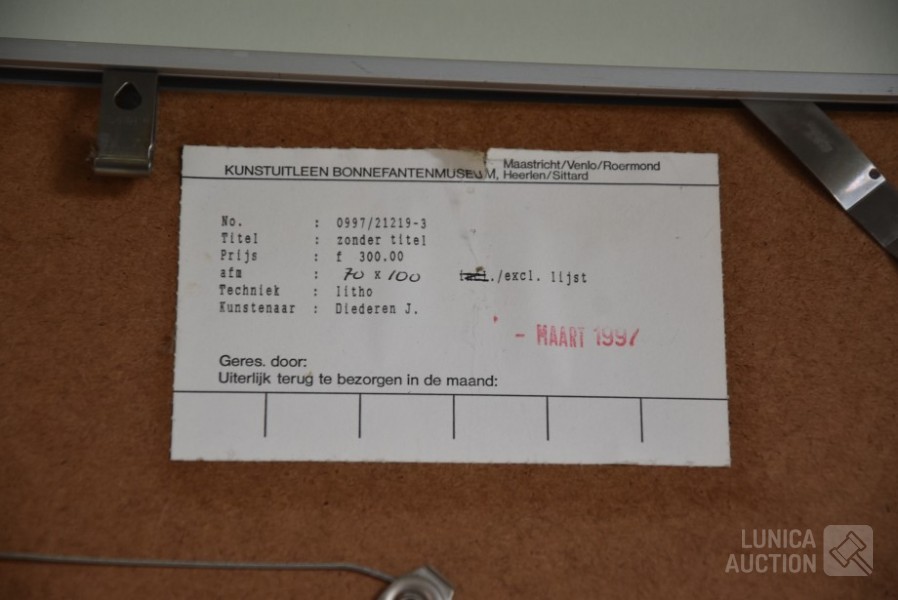 KUNSTUITLEEN BONNEFANTENMUSEUM, Maastricht/Venlo/Roermond
Heerlen/Sittard
No. : 0997/21219-3
Titel : zonder titel
Prijs : f 300.00
afm : 70 x 100 incl./excl. lijst
Techniek : litho
Kunstenaar : Diederen J.
- MAART 1997
Geres. door:
Uiterlijk terug te bezorgen in de maand:
LUNICA
AUCTION